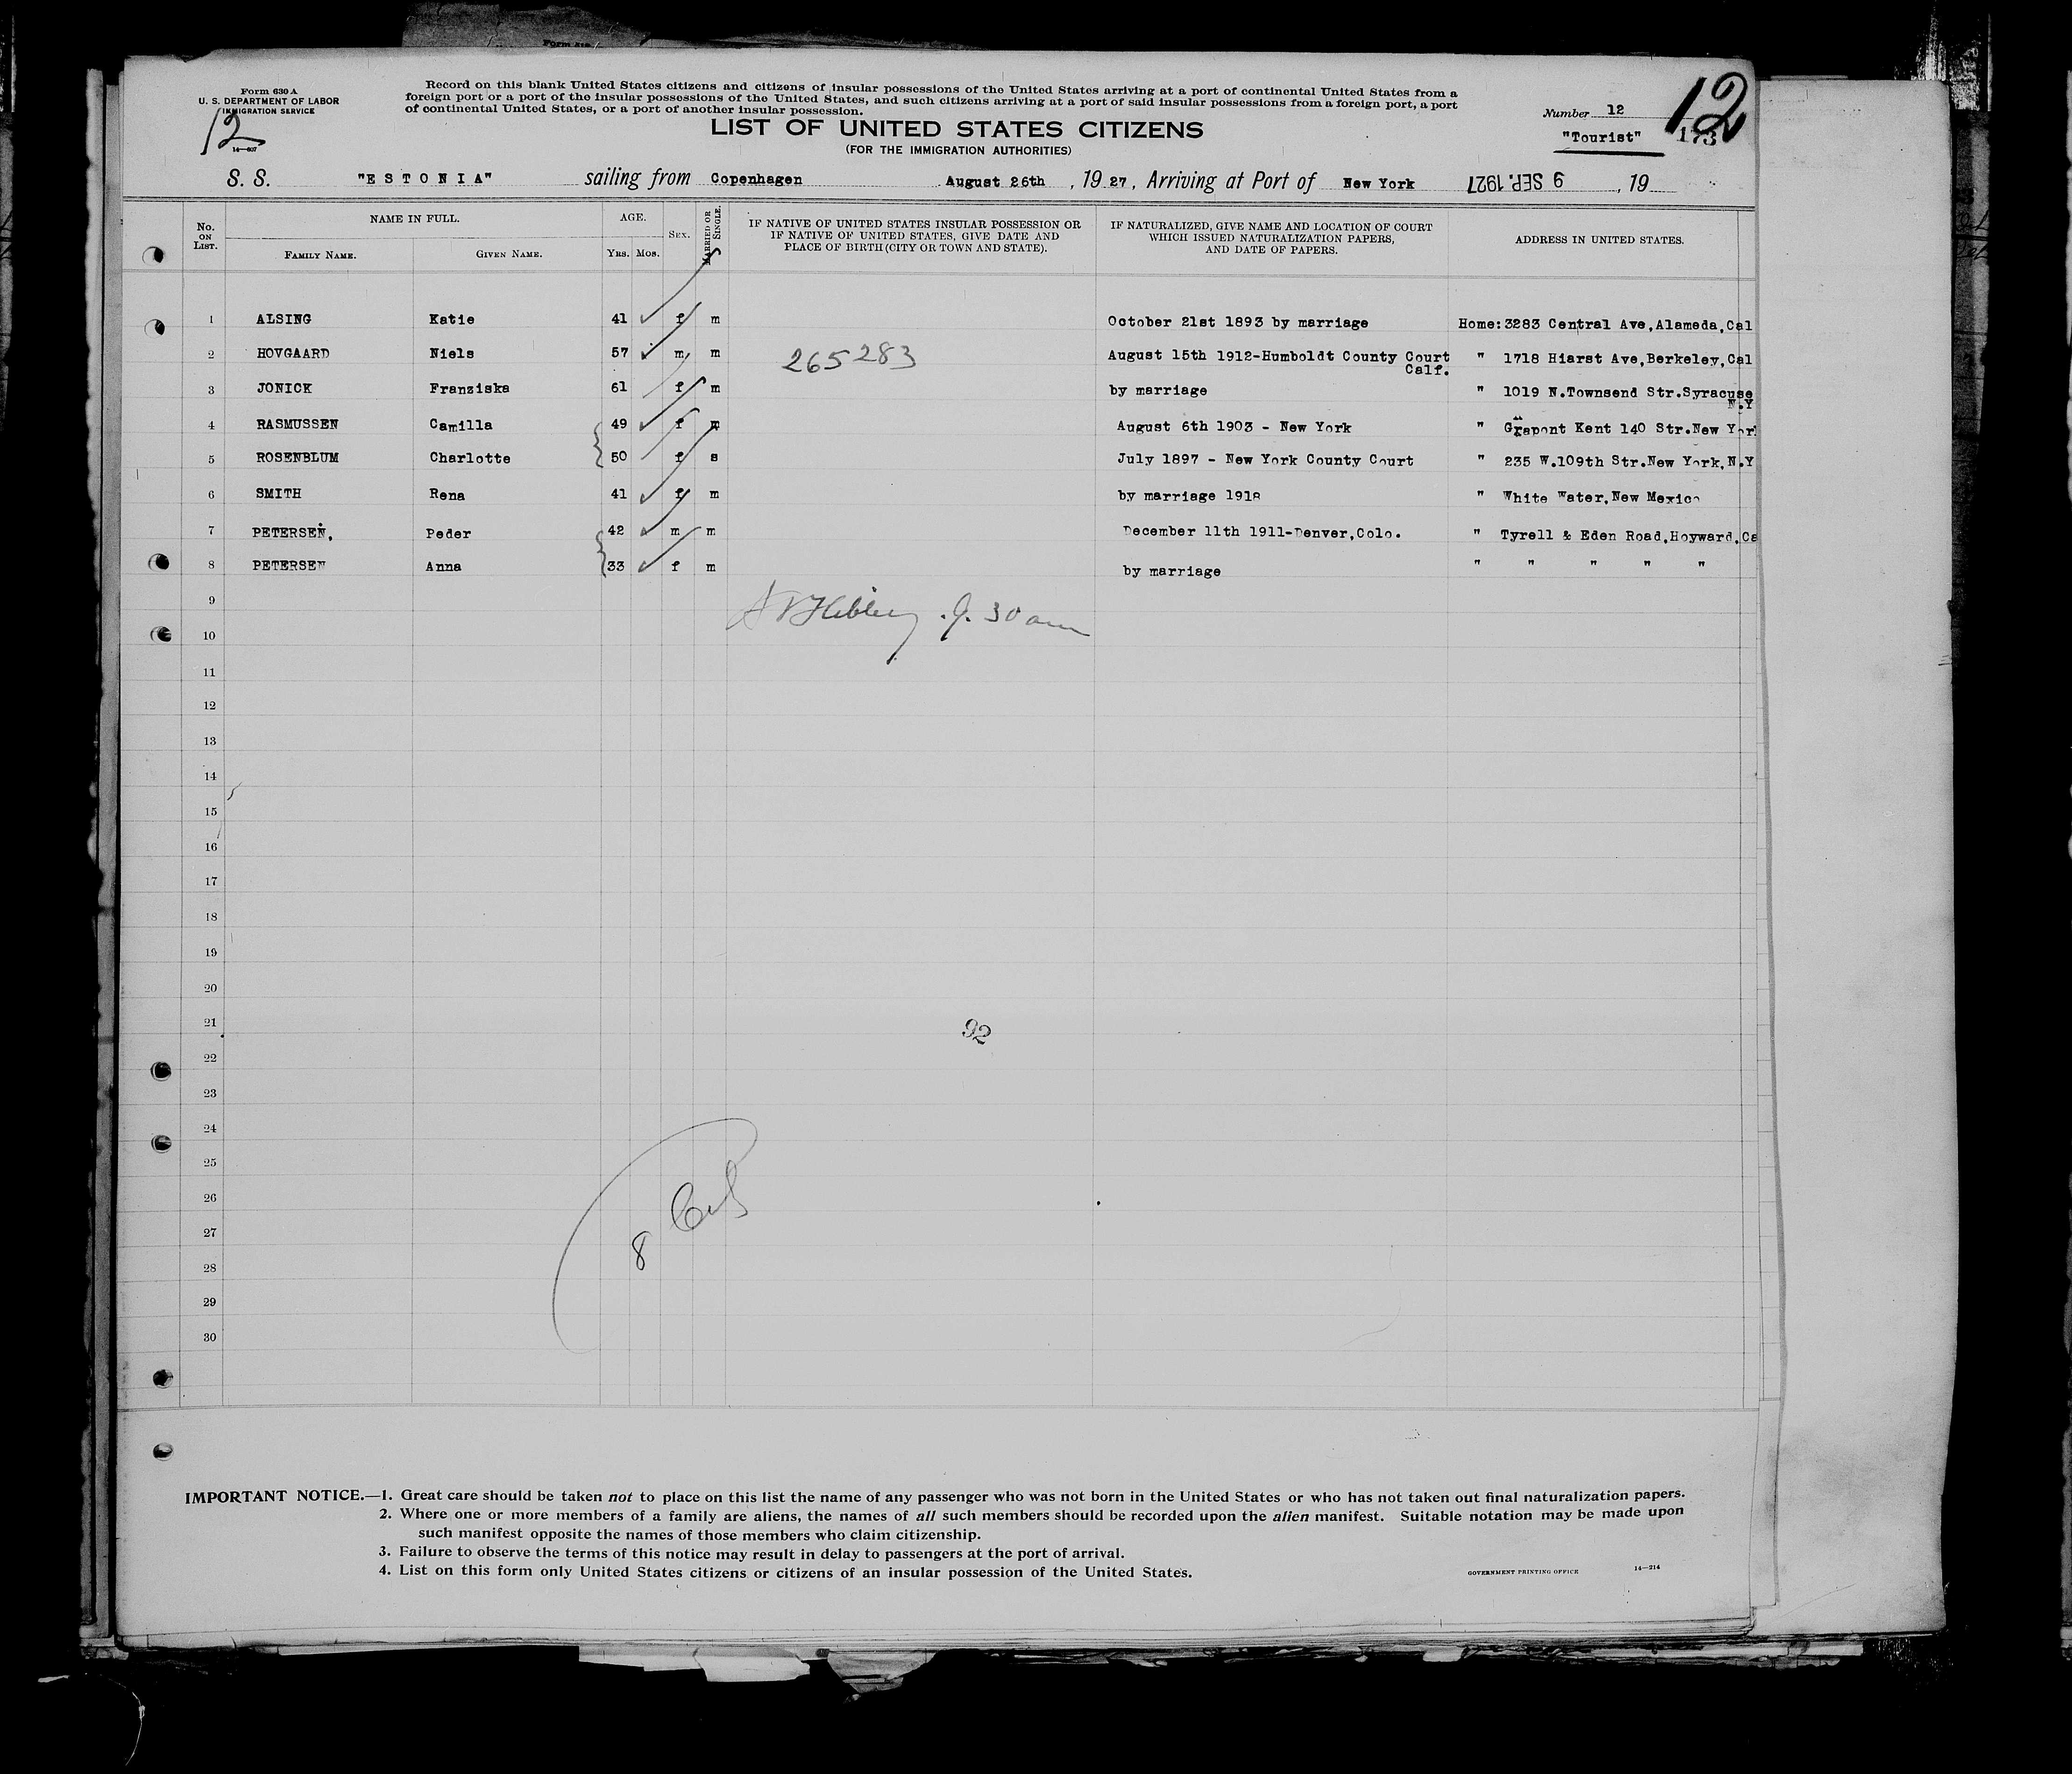 Form 630 A
U. S. DEPARTMENT OF LABOR
IMMIGRATION SERVICE
12
14—607
Record on this blank United States citizens and citizens of insular possessions of the United States arriving at a port of continental United States from a
foreign port or a port of the insular possessions of the United States, and such citizens arriving at a port of said insular possessions from a foreign port, a port
of continental United States, or a port of another insular possession.
LIST OF UNITED STATES CITIZENS
(FOR THE IMMIGRATION AUTHORITIES)
Number 12
12
"Tourist" 173
S. S. "ESTONIA" sailing from Copenhagen August 26th , 19 27, Arriving at Port of New York 9 SEP. 1927 , 19
No. ON LIST. NAME IN FULL. FAMILY NAME. GIVEN NAME. AGE. YRS. MOS. SEX. MARRIED OR SINGLE. IF NATIVE OF UNITED STATES INSULAR POSSESSION OR IF NATIVE OF UNITED STATES, GIVE DATE AND PLACE OF BIRTH (CITY OR TOWN AND STATE). IF NATURALIZED, GIVE NAME AND LOCATION OF COURT WHICH ISSUED NATURALIZATION PAPERS, AND DATE OF PAPERS. ADDRESS IN UNITED STATES.
1 ALSING Katie 41 f m October 21st 1893 by marriage Home: 3283 Central Ave,Alameda,Cal
2 HOVGAARD Niels 57 m m 265283 August 15th 1912-Humboldt County Court Calf. " 1718 Hiarst Ave,Berkeley,Cal
3 JONICK Franziska 61 f m by marriage " 1019 N.Townsend Str.Syracuse N.Y
4 RASMUSSEN Camilla 49 f m August 6th 1903 - New York " Kent 140 Str.New York
5 ROSENBLUM Charlotte 50 f s July 1897 - New York County Court " 235 W.109th Str.New York,N.Y
6 SMITH Rena 41 f m by marriage 1918 " White Water,New Mexico
7 PETERSEN, Peder 42 m m December 11th 1911-Denver,Colo. " Tyrell & Eden Road,Hoyward,Ca
8 PETERSEN Anna 33 f m by marriage " " " " "
9
.9.30 am
10
11
12
13
14
15
16
17
18
19
20
21
92
22
23
24
25
26
27
8
28
29
30
IMPORTANT NOTICE.—1. Great care should be taken not to place on this list the name of any passenger who was not born in the United States or who has not taken out final naturalization papers.
2. Where one or more members of a family are aliens, the names of all such members should be recorded upon the alien manifest. Suitable notation may be made upon
such manifest opposite the names of those members who claim citizenship.
3. Failure to observe the terms of this notice may result in delay to passengers at the port of arrival.
4. List on this form only United States citizens or citizens of an insular possession of the United States.
GOVERNMENT PRINTING OFFICE 14—214